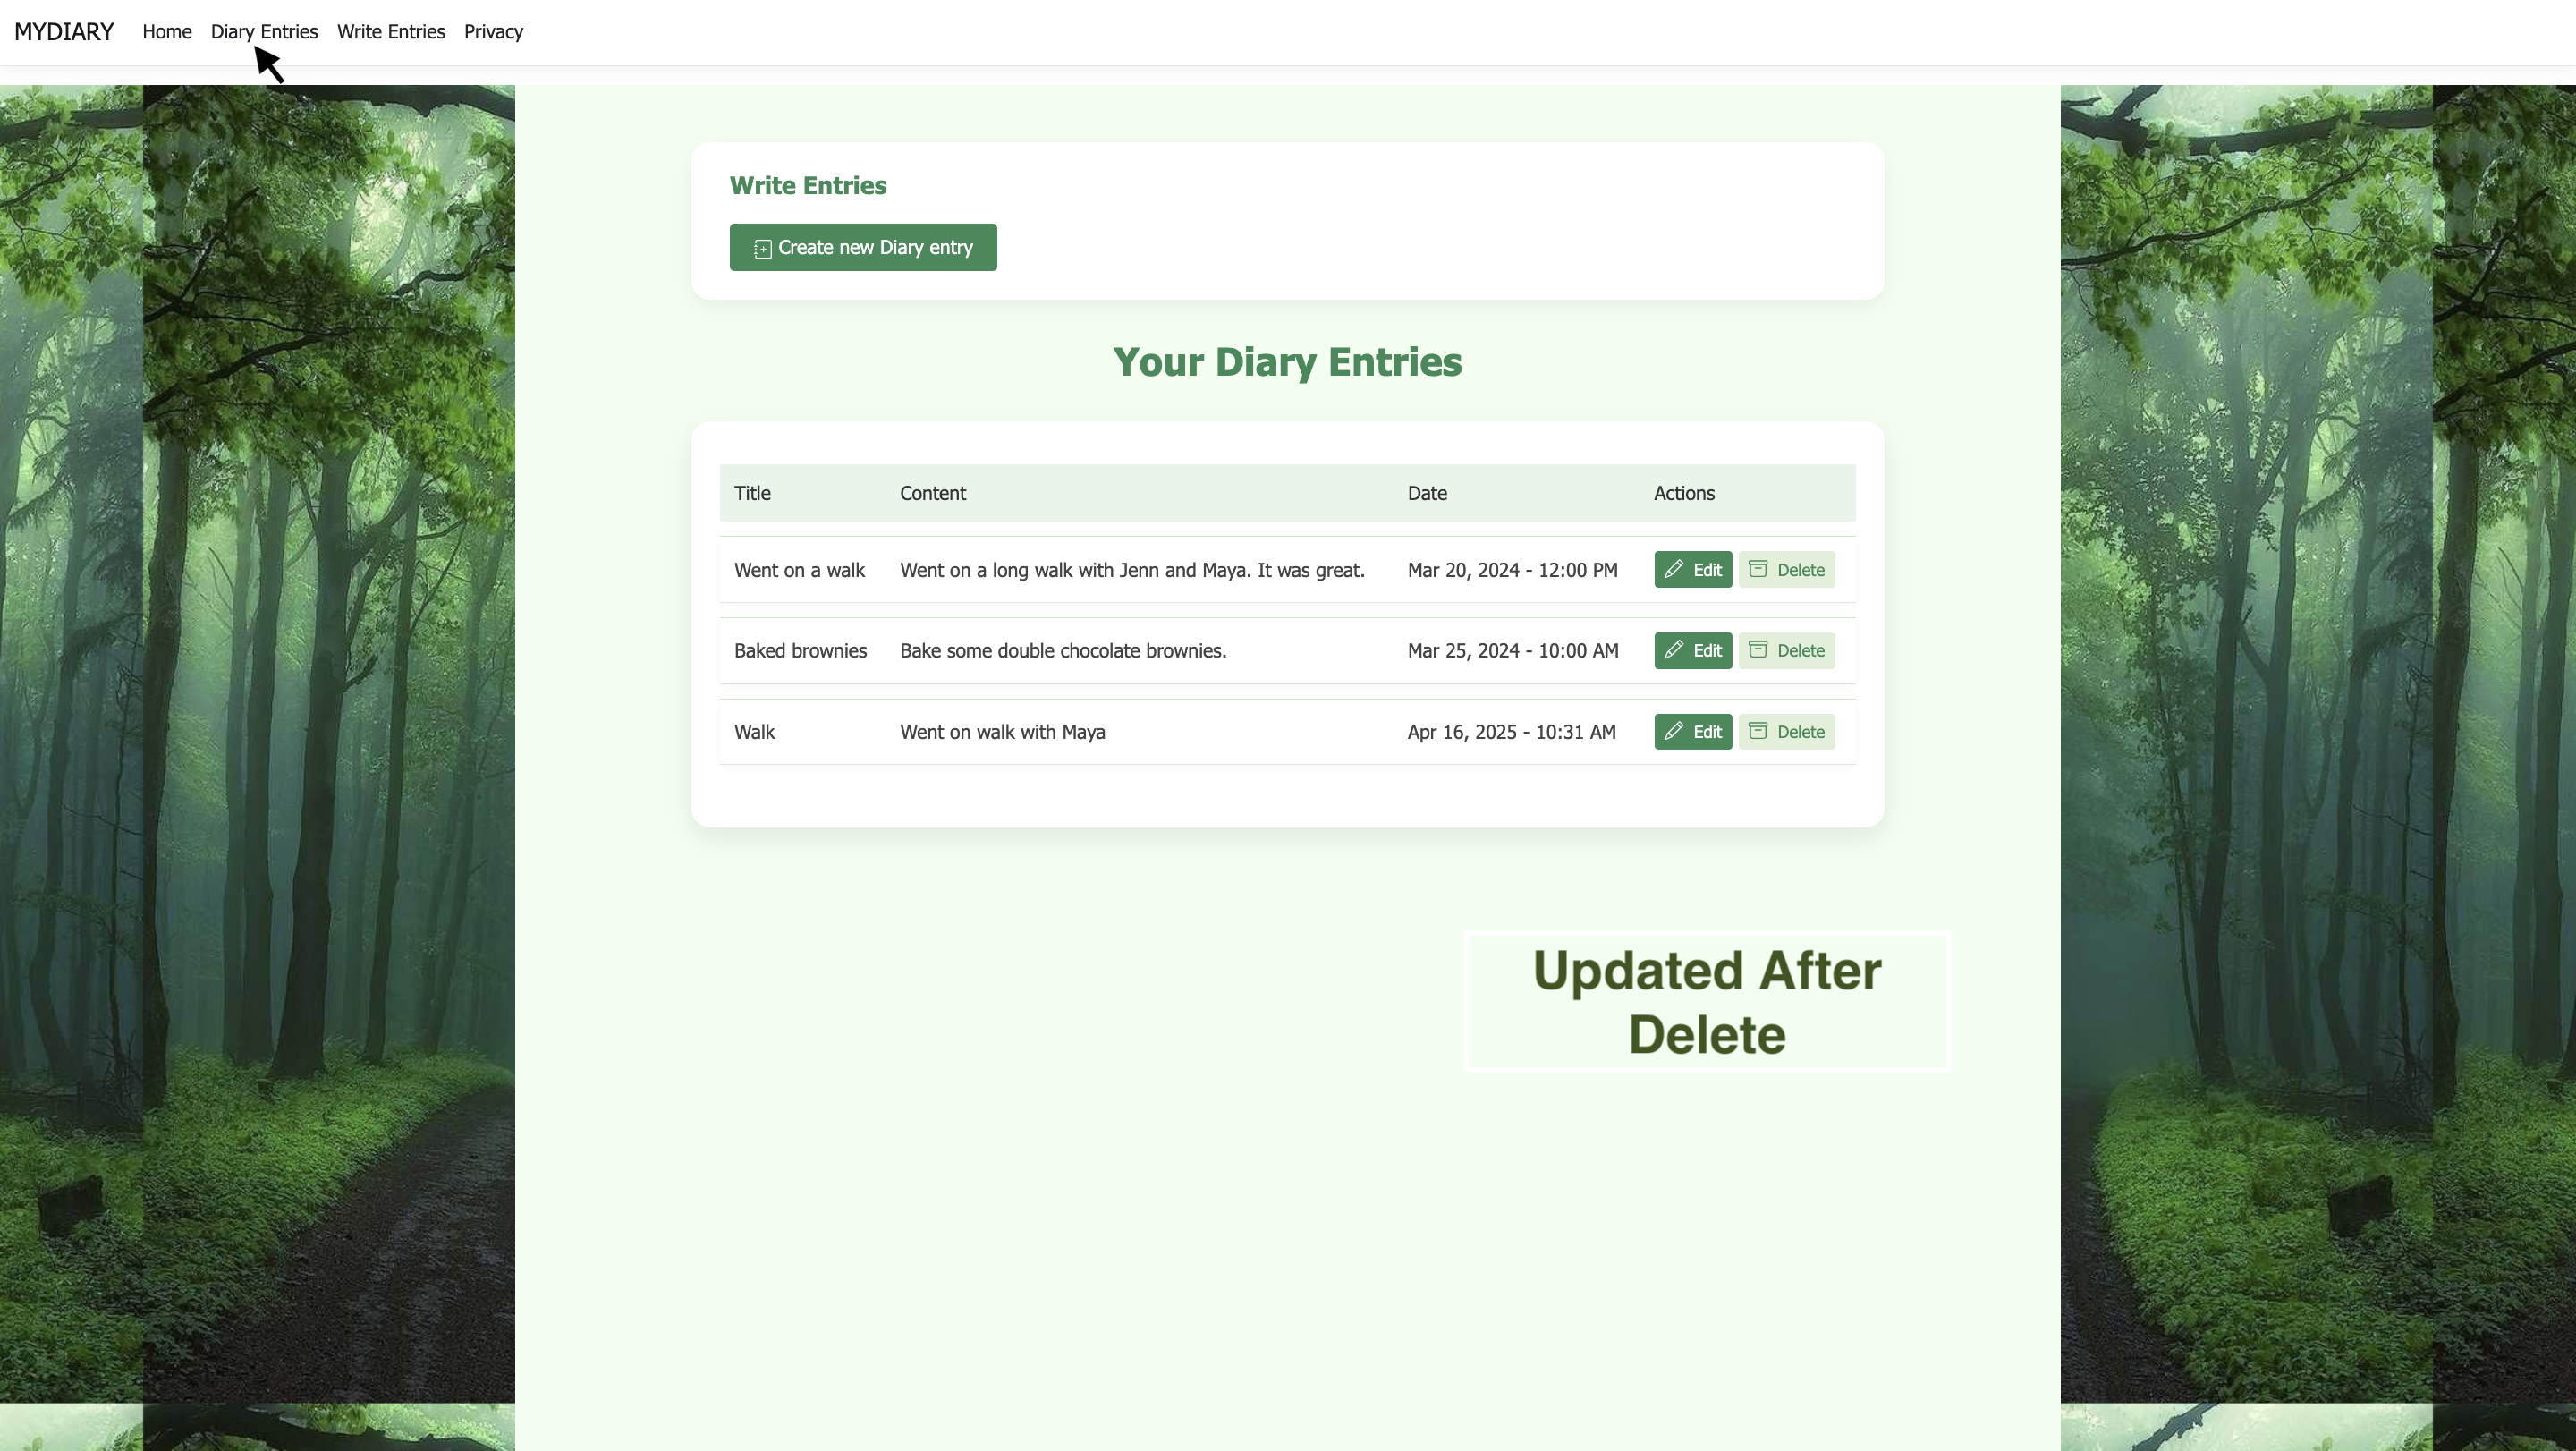 MYDIARY Home Diary Entries Write Entries Privacy
Write Entries
Create new Diary entry
Your Diary Entries
Title Content Date Actions
Went on a walk Went on a long walk with Jenn and Maya. It was great. Mar 20, 2024 - 12:00 PM Edit Delete
Baked brownies Bake some double chocolate brownies. Mar 25, 2024 - 10:00 AM Edit Delete
Walk Went on walk with Maya Apr 16, 2025 - 10:31 AM Edit Delete
Updated After
Delete